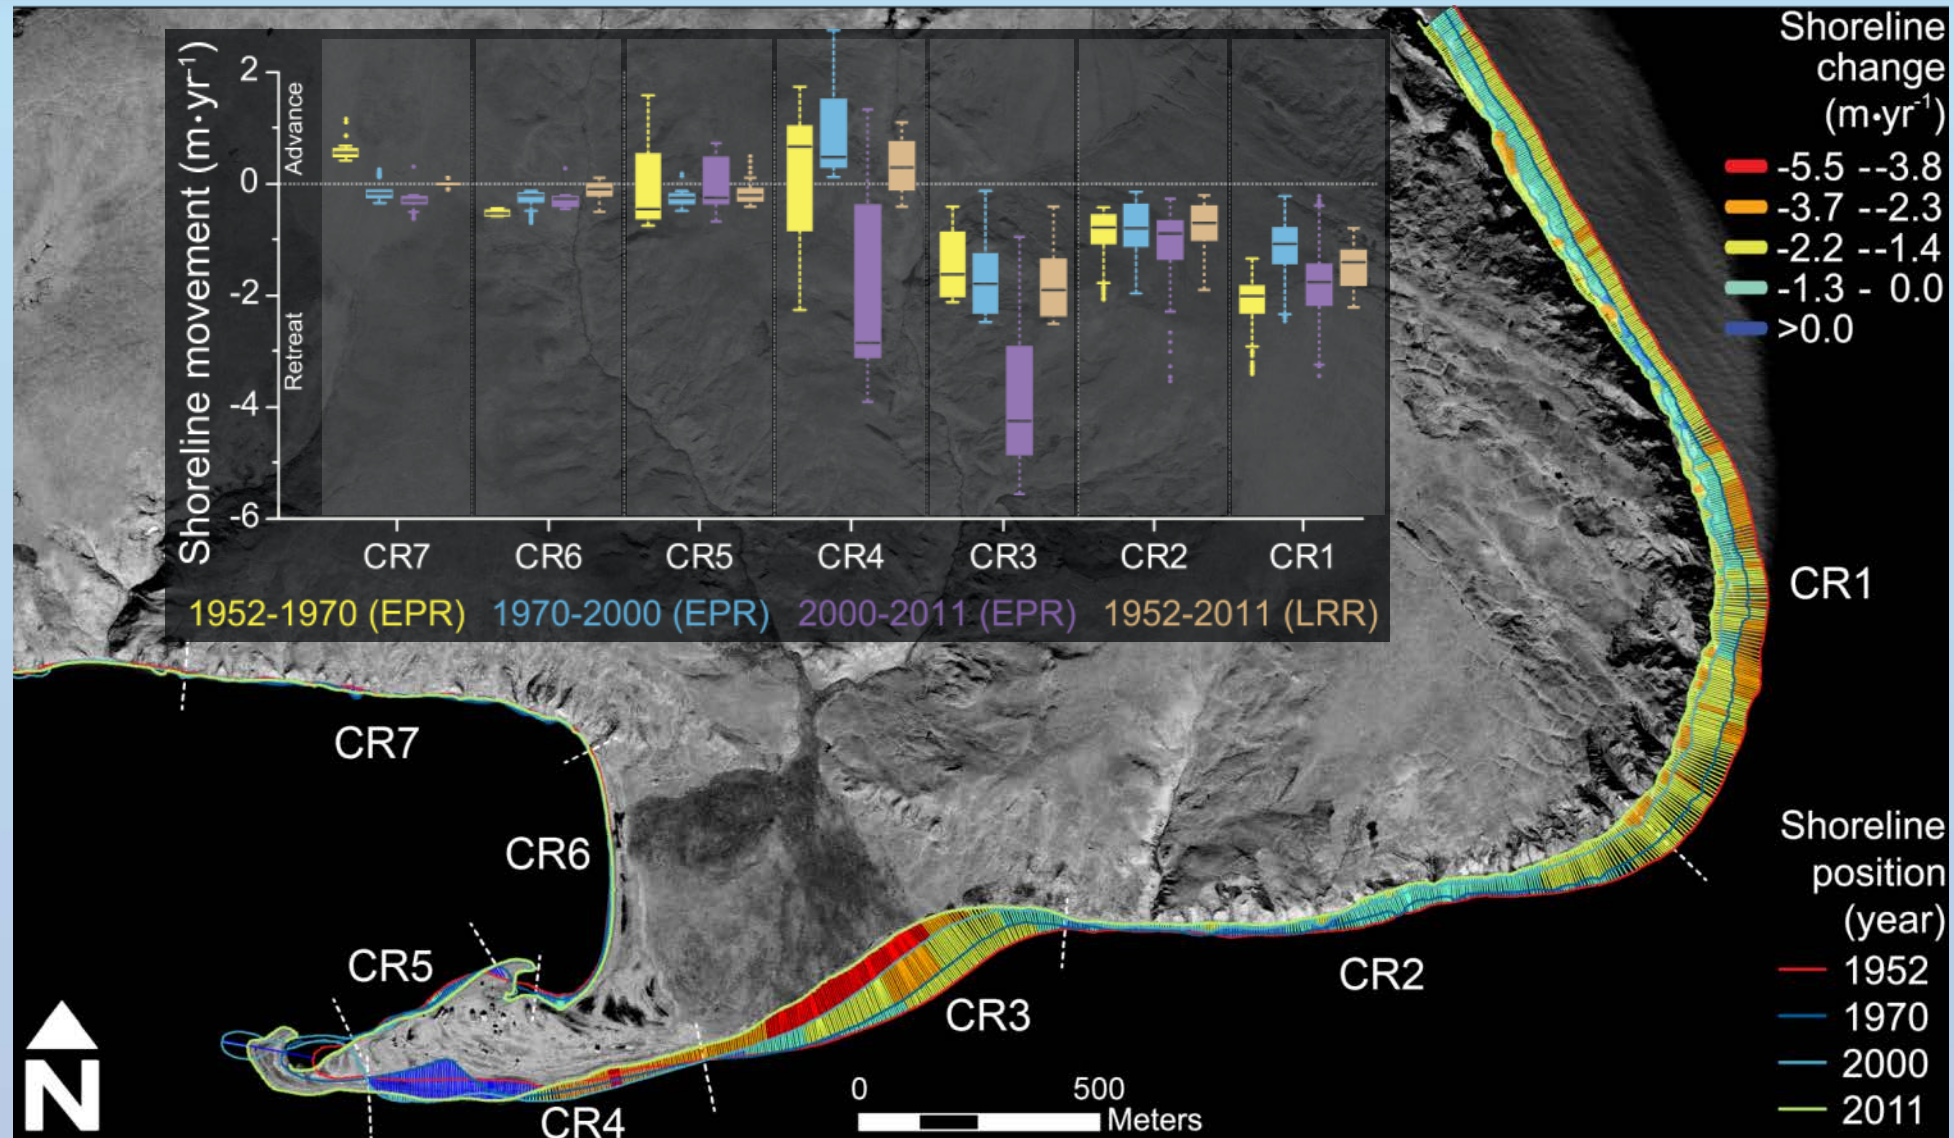 Shoreline movement (m•yr-1)
Advance
Retreat
2
0
-2
-4
-6
CR7 CR6 CR5 CR4 CR3 CR2 CR1
1952-1970 (EPR) 1970-2000 (EPR) 2000-2011 (EPR) 1952-2011 (LRR)
Shoreline
change
(m•yr-1)
-5.5 --3.8
-3.7 --2.3
-2.2 --1.4
-1.3 - 0.0
>0.0
CR1
CR7
CR6
CR5
CR4
CR3
CR2
Shoreline
position
(year)
1952
1970
2000
2011
N
0 500
Meters